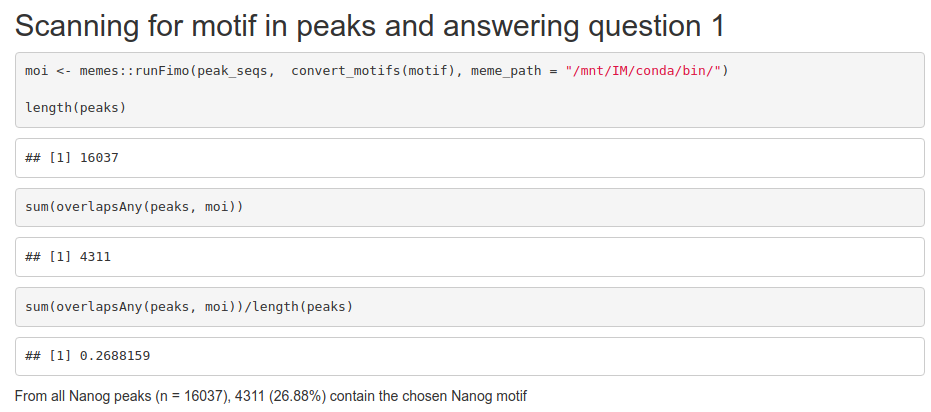 Scanning for motif in peaks and answering question 1
moi <- memes::runFimo(peak_seqs,  convert_motifs(motif), meme_path = "/mnt/IM/conda/bin/")
length(peaks)
## [1] 16037
sum(overlapsAny(peaks, moi))
## [1] 4311
sum(overlapsAny(peaks, moi))/length(peaks)
## [1] 0.2688159
From all Nanog peaks (n = 16037), 4311 (26.88%) contain the chosen Nanog motif